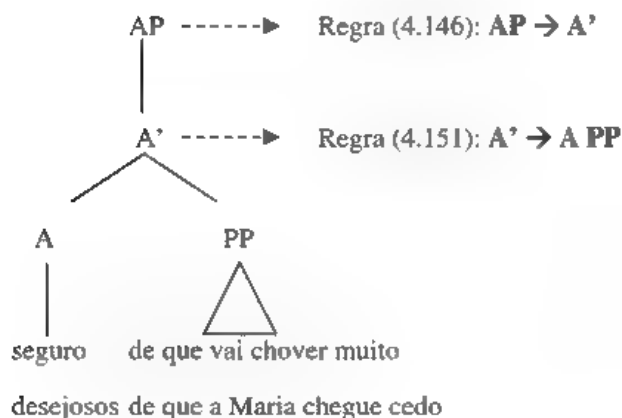 AP Regra (4.146): AP → A’
A’ Regra (4.151): A’ → A PP
A PP
seguro de que vai chover muito
desejosos de que a Maria chegue cedo